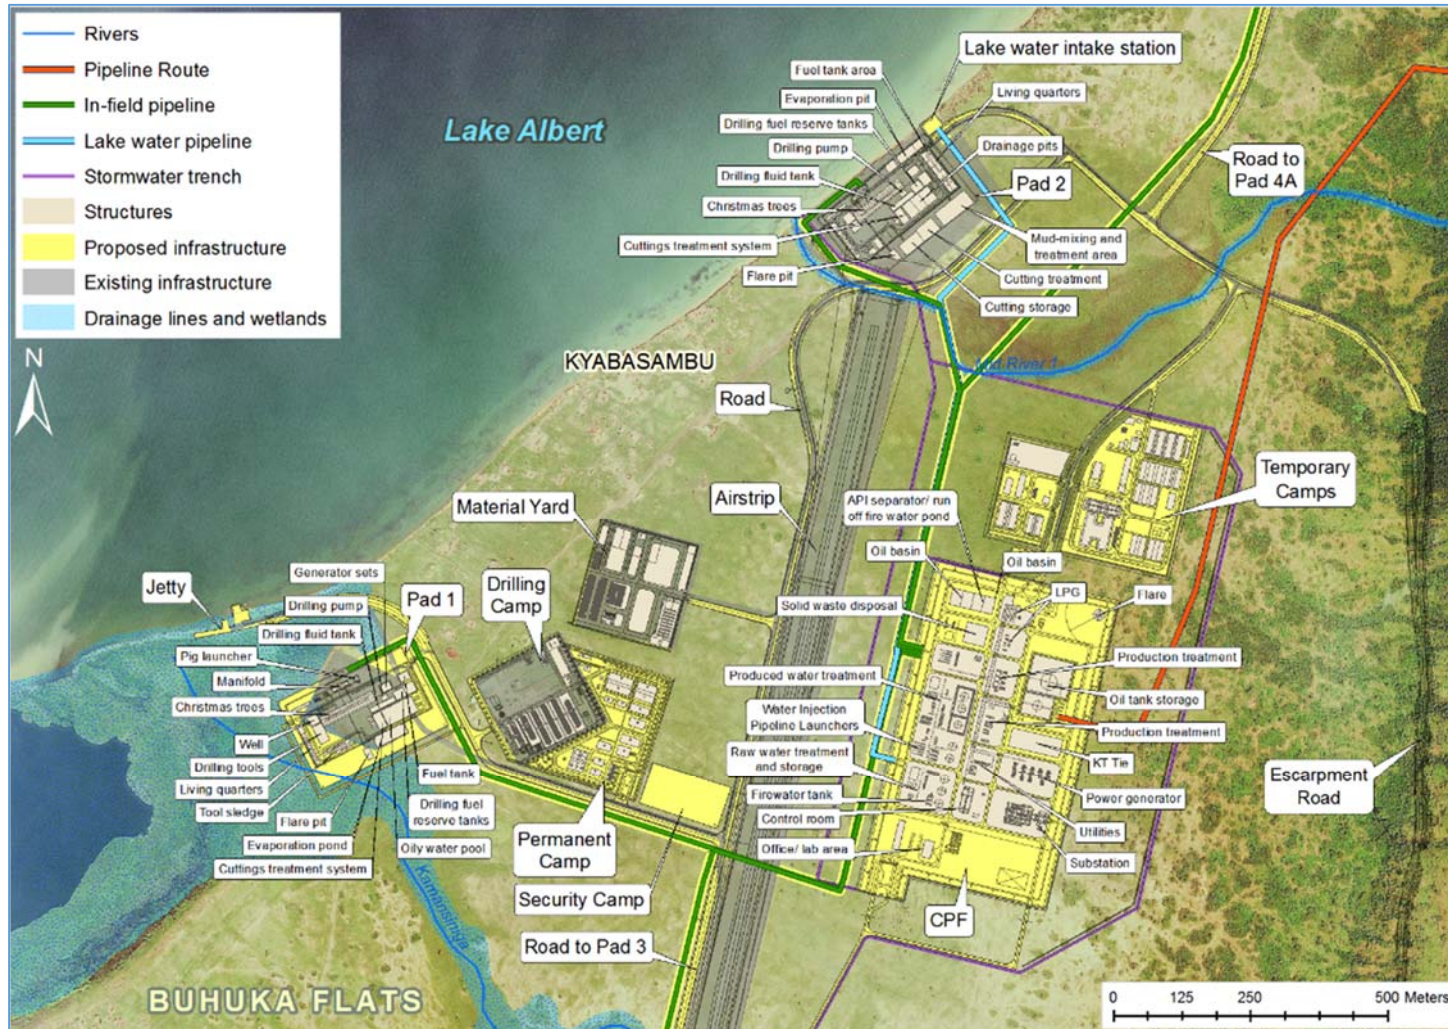 Rivers
Pipeline Route
In-field pipeline
Lake water pipeline
Stormwater trench
Structures
Proposed infrastructure
Existing infrastructure
Drainage lines and wetlands
N
Lake Albert
Lake water intake station
Fuel tank area
Living quarters
Evaporation pit
Drilling fuel reserve tanks
Drilling pump
Drainage pits
Drilling fluid tank
Pad 2
Christmas trees
Cuttings treatment system
Mud-mixing and
treatment area
Flare pit
Cutting treatment
Cutting storage
Road to
Pad 4A
River 1
KYABASAMBU
Road
Airstrip
Material Yard
Temporary
Camps
API separator/ run
off fire water pond
Oil basin
Oil basin
LPG
Flare
Solid waste disposal
Jetty
Generator sets
Drilling pump
Pad 1
Drilling
Camp
Drilling fluid tank
Pig launcher
Manifold
Christmas trees
Well
Drilling tools
Living quarters
Tool sledge
Flare pit
Evaporation pond
Cuttings treatment system
Fuel tank
Drilling fuel
reserve tanks
Oily water pool
Production treatment
Produced water treatment
Oil tank storage
Water Injection
Pipeline Launchers
Production treatment
Raw water treatment
and storage
KT Tie
Firowater tank
Power generator
Control room
Utilities
Office/ lab area
Substation
Permanent
Camp
Security Camp
CPF
Escarpment
Road
Road to Pad 3
Kamansinga
BUHUKA FLATS
0 125 250 500 Meters